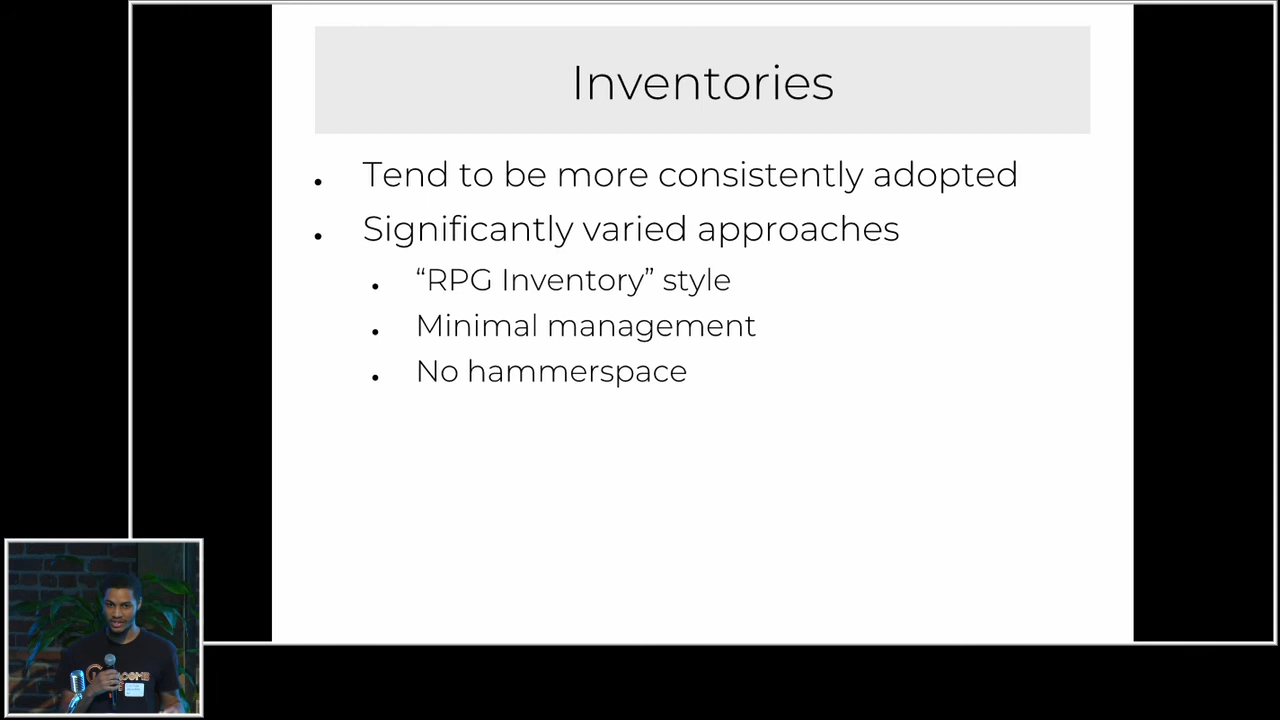 Inventories
Tend to be more consistently adopted
Significantly varied approaches
“RPG Inventory” style
Minimal management
No hammerspace